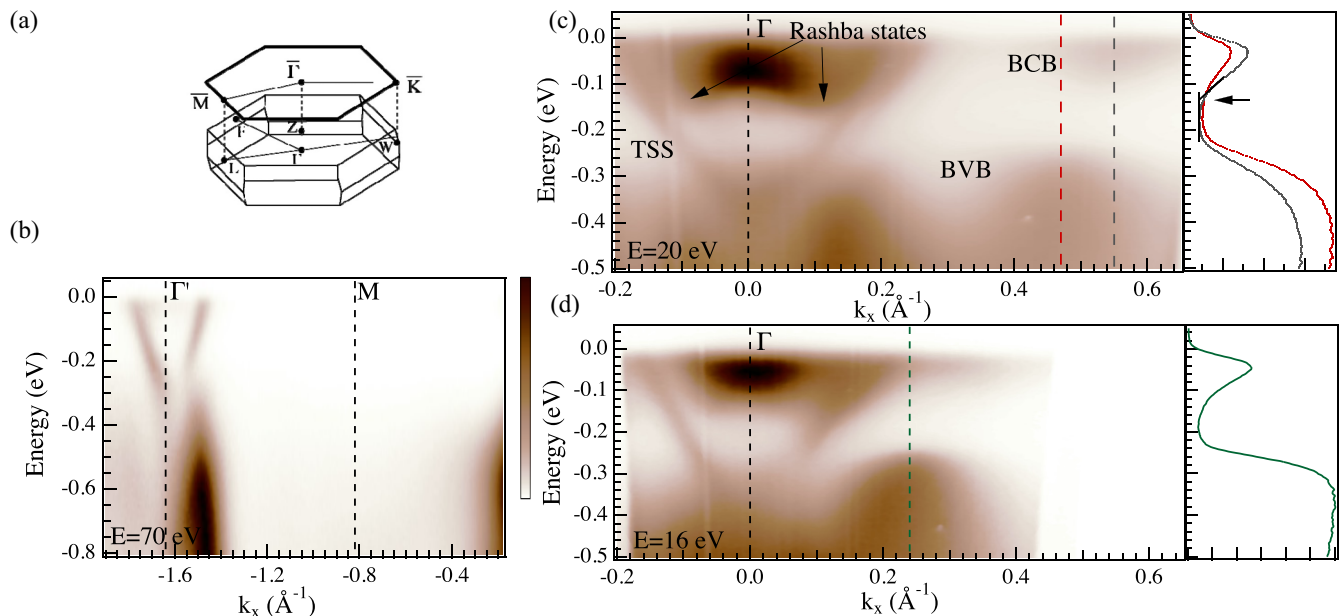 (a)
Γ̅
K̅
M̅
F
Z
Γ
W
L
(b)
Energy (eV)
0.0
-0.2
-0.4
-0.6
-0.8
Γ'
M
E=70 eV
-1.6
-1.2
-0.8
-0.4
kₓ (Å⁻¹)
(c)
Energy (eV)
0.0
-0.1
-0.2
-0.3
-0.4
-0.5
Γ
Rashba states
BCB
TSS
BVB
E=20 eV
-0.2
0.0
0.2
0.4
0.6
kₓ (Å⁻¹)
(d)
Energy (eV)
0.0
-0.1
-0.2
-0.3
-0.4
-0.5
Γ
E=16 eV
0.0
0.2
0.4
0.6
kₓ (Å⁻¹)